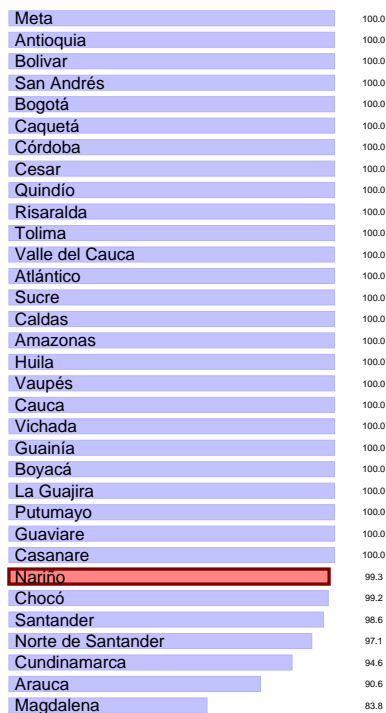 Meta 100.0
Antioquia 100.0
Bolivar 100.0
San Andrés 100.0
Bogotá 100.0
Caquetá 100.0
Córdoba 100.0
Cesar 100.0
Quindío 100.0
Risaralda 100.0
Tolima 100.0
Valle del Cauca 100.0
Atlántico 100.0
Sucre 100.0
Caldas 100.0
Amazonas 100.0
Huila 100.0
Vaupés 100.0
Cauca 100.0
Vichada 100.0
Guainía 100.0
Boyacá 100.0
La Guajira 100.0
Putumayo 100.0
Guaviare 100.0
Casanare 100.0
Nariño 99.3
Chocó 99.2
Santander 98.6
Norte de Santander 97.1
Cundinamarca 94.6
Arauca 90.6
Magdalena 83.8